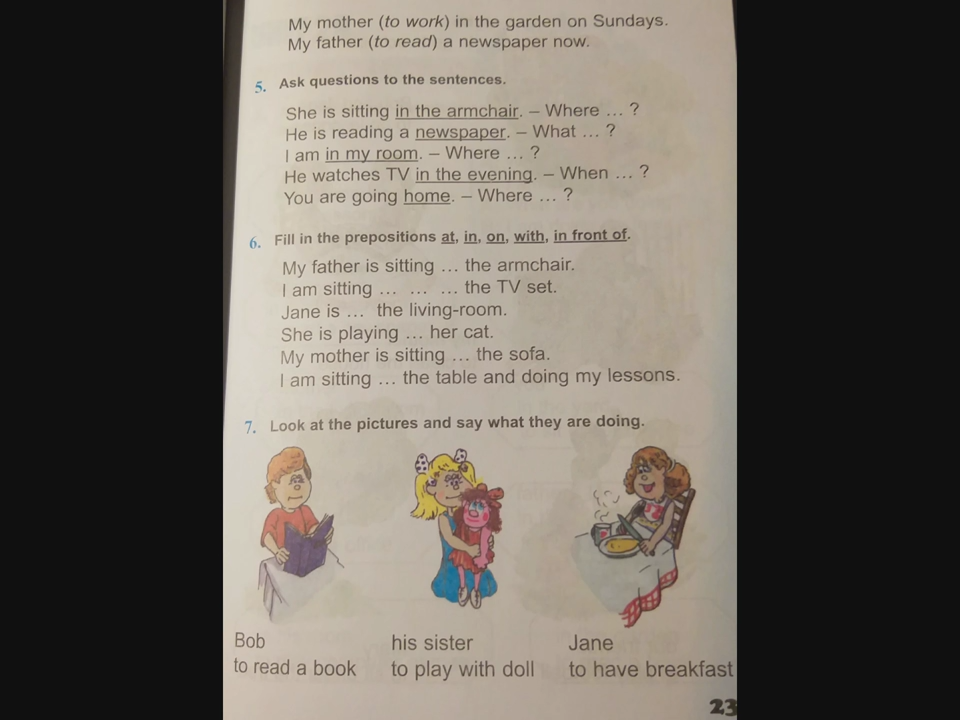 My mother (to work) in the garden on Sundays.
My father (to read) a newspaper now.
5. Ask questions to the sentences.
She is sitting in the armchair. – Where ... ?
He is reading a newspaper. – What ... ?
I am in my room. – Where ... ?
He watches TV in the evening. – When ... ?
You are going home. – Where ... ?
6. Fill in the prepositions at, in, on, with, in front of.
My father is sitting ... the armchair.
I am sitting ... ... ... the TV set.
Jane is ... the living-room.
She is playing ... her cat.
My mother is sitting ... the sofa.
I am sitting ... the table and doing my lessons.
7. Look at the pictures and say what they are doing.
Bob his sister Jane
to read a book to play with doll to have breakfast
23